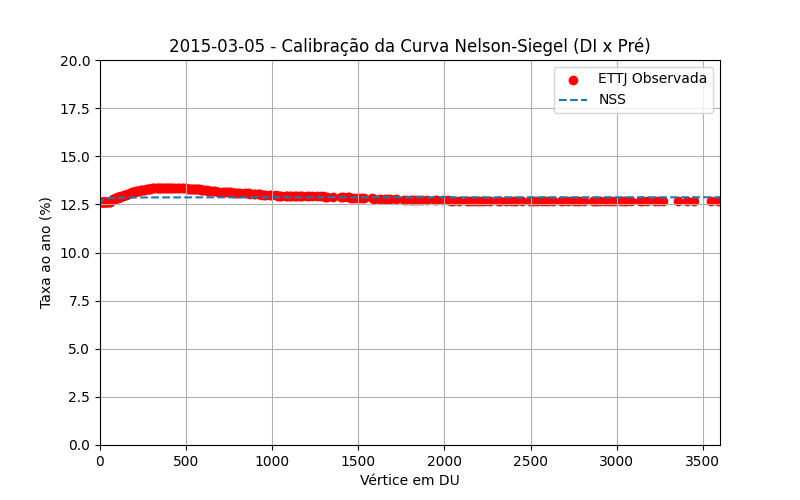 2015-03-05 - Calibração da Curva Nelson-Siegel (DI x Pré)
ETTJ Observada
NSS
Taxa ao ano (%)
20.0
17.5
15.0
12.5
10.0
7.5
5.0
2.5
0.0
0 500 1000 1500 2000 2500 3000 3500
Vértice em DU